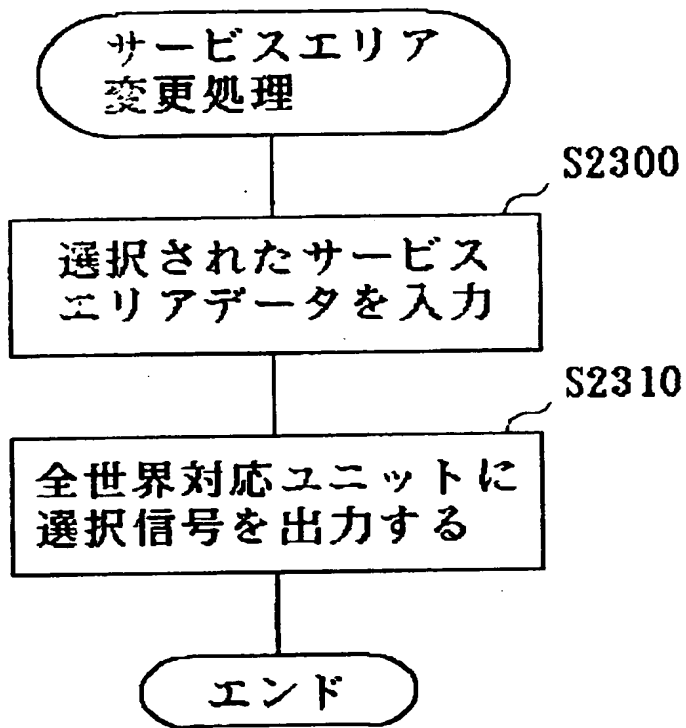 サービスエリア
変更処理
S2300
選択されたサービス
エリアデータを入力
S2310
全世界対応ユニットに
選択信号を出力する
エンド